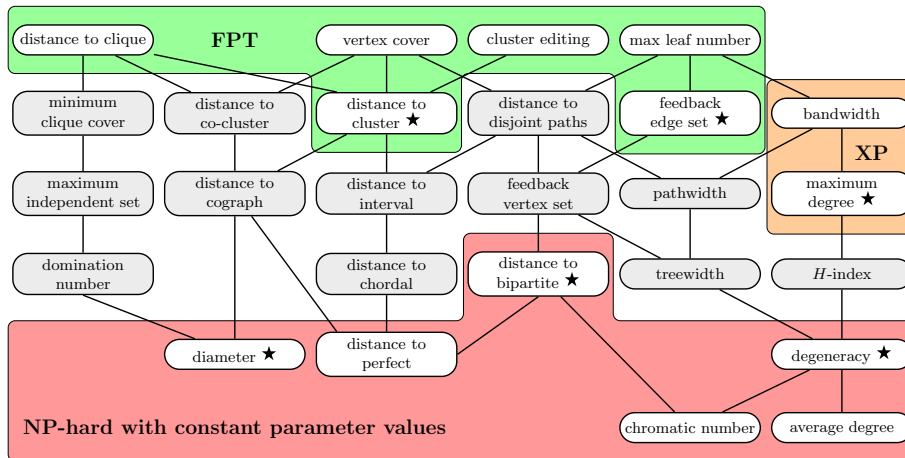 distance to clique
FPT
vertex cover
cluster editing
max leaf number
minimum
clique cover
distance to
co-cluster
distance to
cluster ★
distance to
disjoint paths
feedback
edge set ★
bandwidth
XP
maximum
independent set
distance to
cograph
distance to
interval
feedback
vertex set
pathwidth
maximum
degree ★
domination
number
distance to
chordal
distance to
bipartite ★
treewidth
H-index
diameter ★
distance to
perfect
degeneracy ★
NP-hard with constant parameter values
chromatic number
average degree